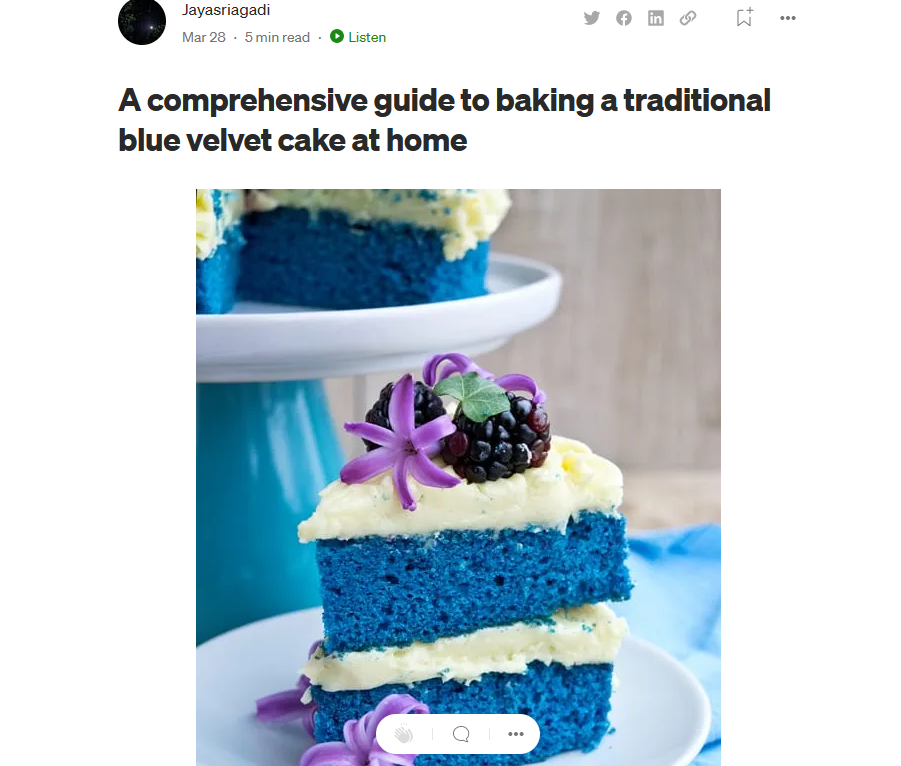 Jayasriagadi
Mar 28 · 5 min read · Listen
A comprehensive guide to baking a traditional
blue velvet cake at home